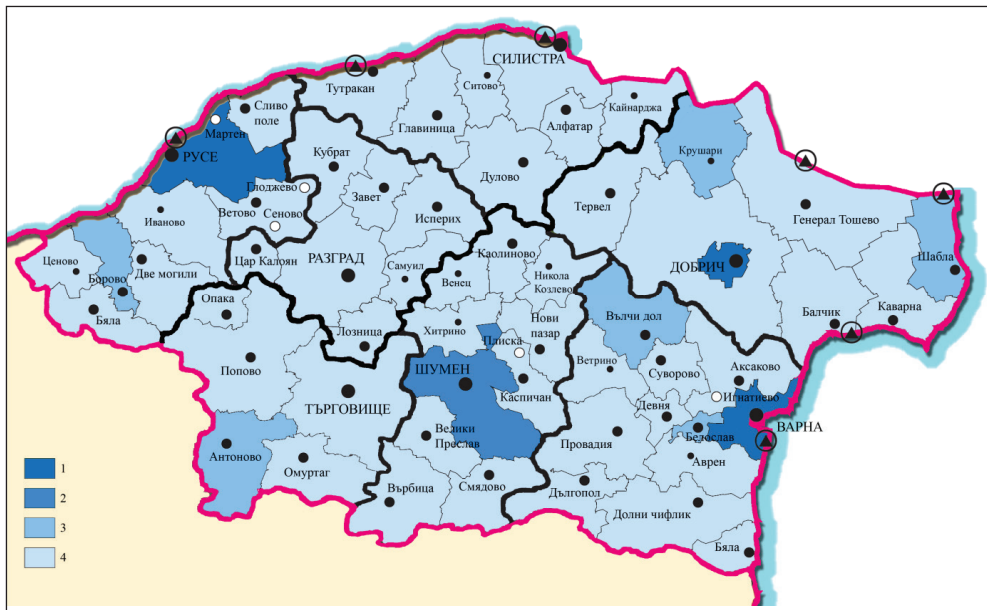 СИЛИСТРА
Тутракан
Ситово
Кайнарджа
Сливо
поле
Мартен
Главиница
Алфатар
РУСЕ
Кубрат
Крушари
Дулово
Глоджево
Завет
Тервел
Генерал Тошево
Иваново
Ветово
Сеново
Исперих
Ценово
Две могили
Цар Калоян
РАЗГРАД
Самуил
Каолиново
Венец
Никола
Козлево
ДОБРИЧ
Шабла
Борово
Бяла
Опака
Лозница
Хитрино
Нови
пазар
Вълчи дол
Балчик
Каварна
Плиска
Попово
ШУМЕН
Каспичан
Ветрино
Суворово
Аксаково
Игнатиево
ТЪРГОВИЩЕ
Девня
ВАРНА
Велики
Преслав
Провадия
Белослав
Антоново
Омуртаг
Аврен
Върбица
Смядово
Дългопол
Долни чифлик
Бяла
1
2
3
4